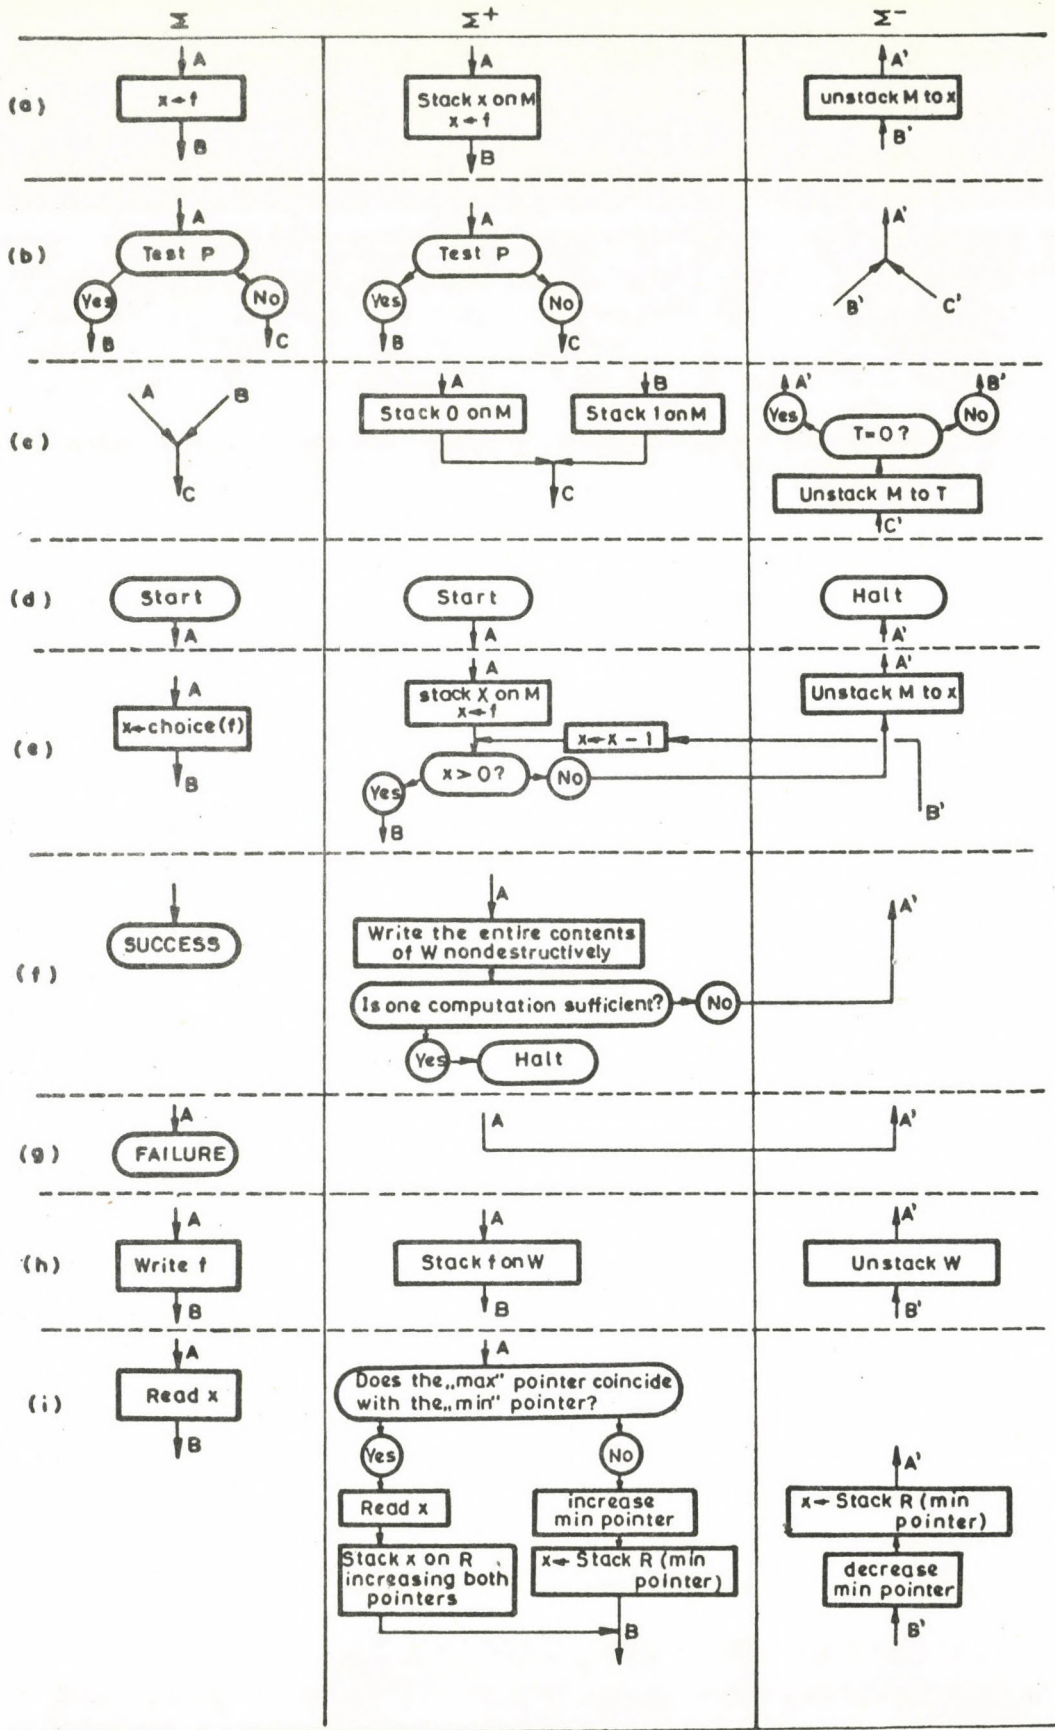 Σ Σ⁺ Σ⁻
(a)
A
x←f
B
A
Stack x on M
x←f
B
A'
unstack M to x
B'
(b)
A
Test P
Yes No
B C
A
Test P
Yes No
B C
A'
B' C'
(c)
A B
C
A B
Stack 0 on M Stack 1 on M
C
A' B'
Yes No
T=0?
Unstack M to T
C'
(d)
Start
A
Start
A
Halt
A'
(e)
A
x←choice(f)
B
A
stack X on M
x←f
x←x-1
x>0?
Yes No
B
A'
Unstack M to x
B'
(f)
SUCCESS
A
Write the entire contents
of W nondestructively
Is one computation sufficient?
No
Yes
Halt
A'
(g)
A
FAILURE
A
A'
(h)
A
Write f
B
A
Stack f on W
B
A'
Unstack W
B'
(i)
A
Read x
B
A
Does the „max" pointer coincide
with the „min" pointer?
Yes No
Read x
Stack x on R
increasing both
pointers
increase
min pointer
x← Stack R (min
pointer)
B
A'
x← Stack R (min
pointer)
decrease
min pointer
B'